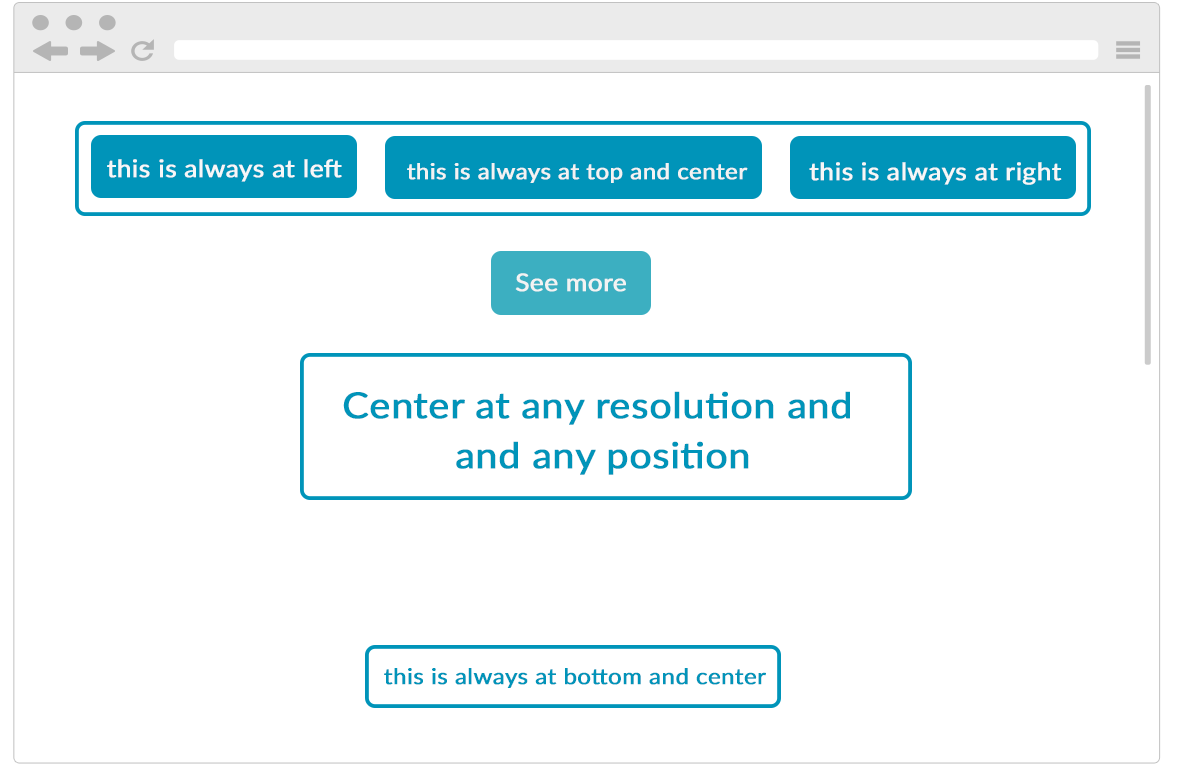 this is always at left
this is always at top and center
this is always at right
See more
Center at any resolution and
and any position
this is always at bottom and center